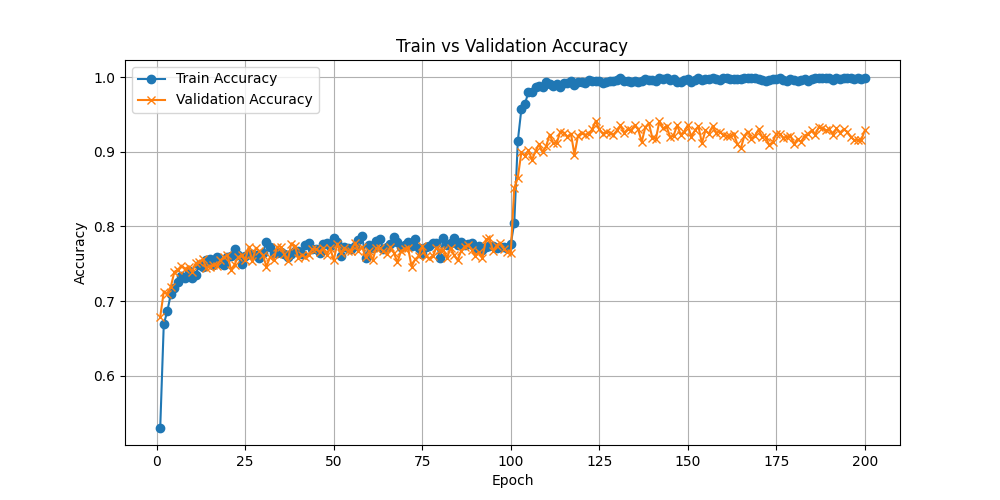 Train vs Validation Accuracy
Train Accuracy
Validation Accuracy
1.0
0.9
0.8
0.7
0.6
Accuracy
0 25 50 75 100 125 150 175 200
Epoch